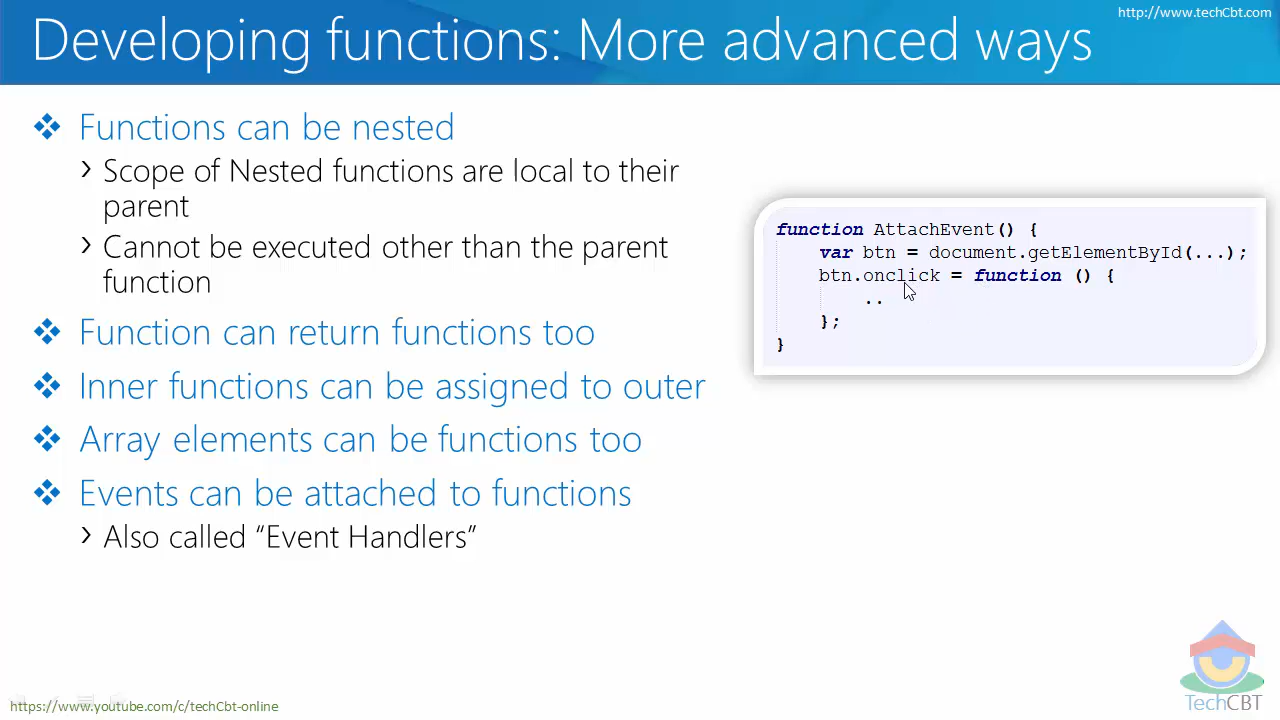 http://www.techCbt.com
Developing functions: More advanced ways
Functions can be nested
Scope of Nested functions are local to their
parent
Cannot be executed other than the parent
function
Function can return functions too
Inner functions can be assigned to outer
Array elements can be functions too
Events can be attached to functions
Also called “Event Handlers”
function AttachEvent() {
var btn = document.getElementById(...);
btn.onclick = function () {
..
};
}
TechCBT
https://www.youtube.com/c/techCbt-online